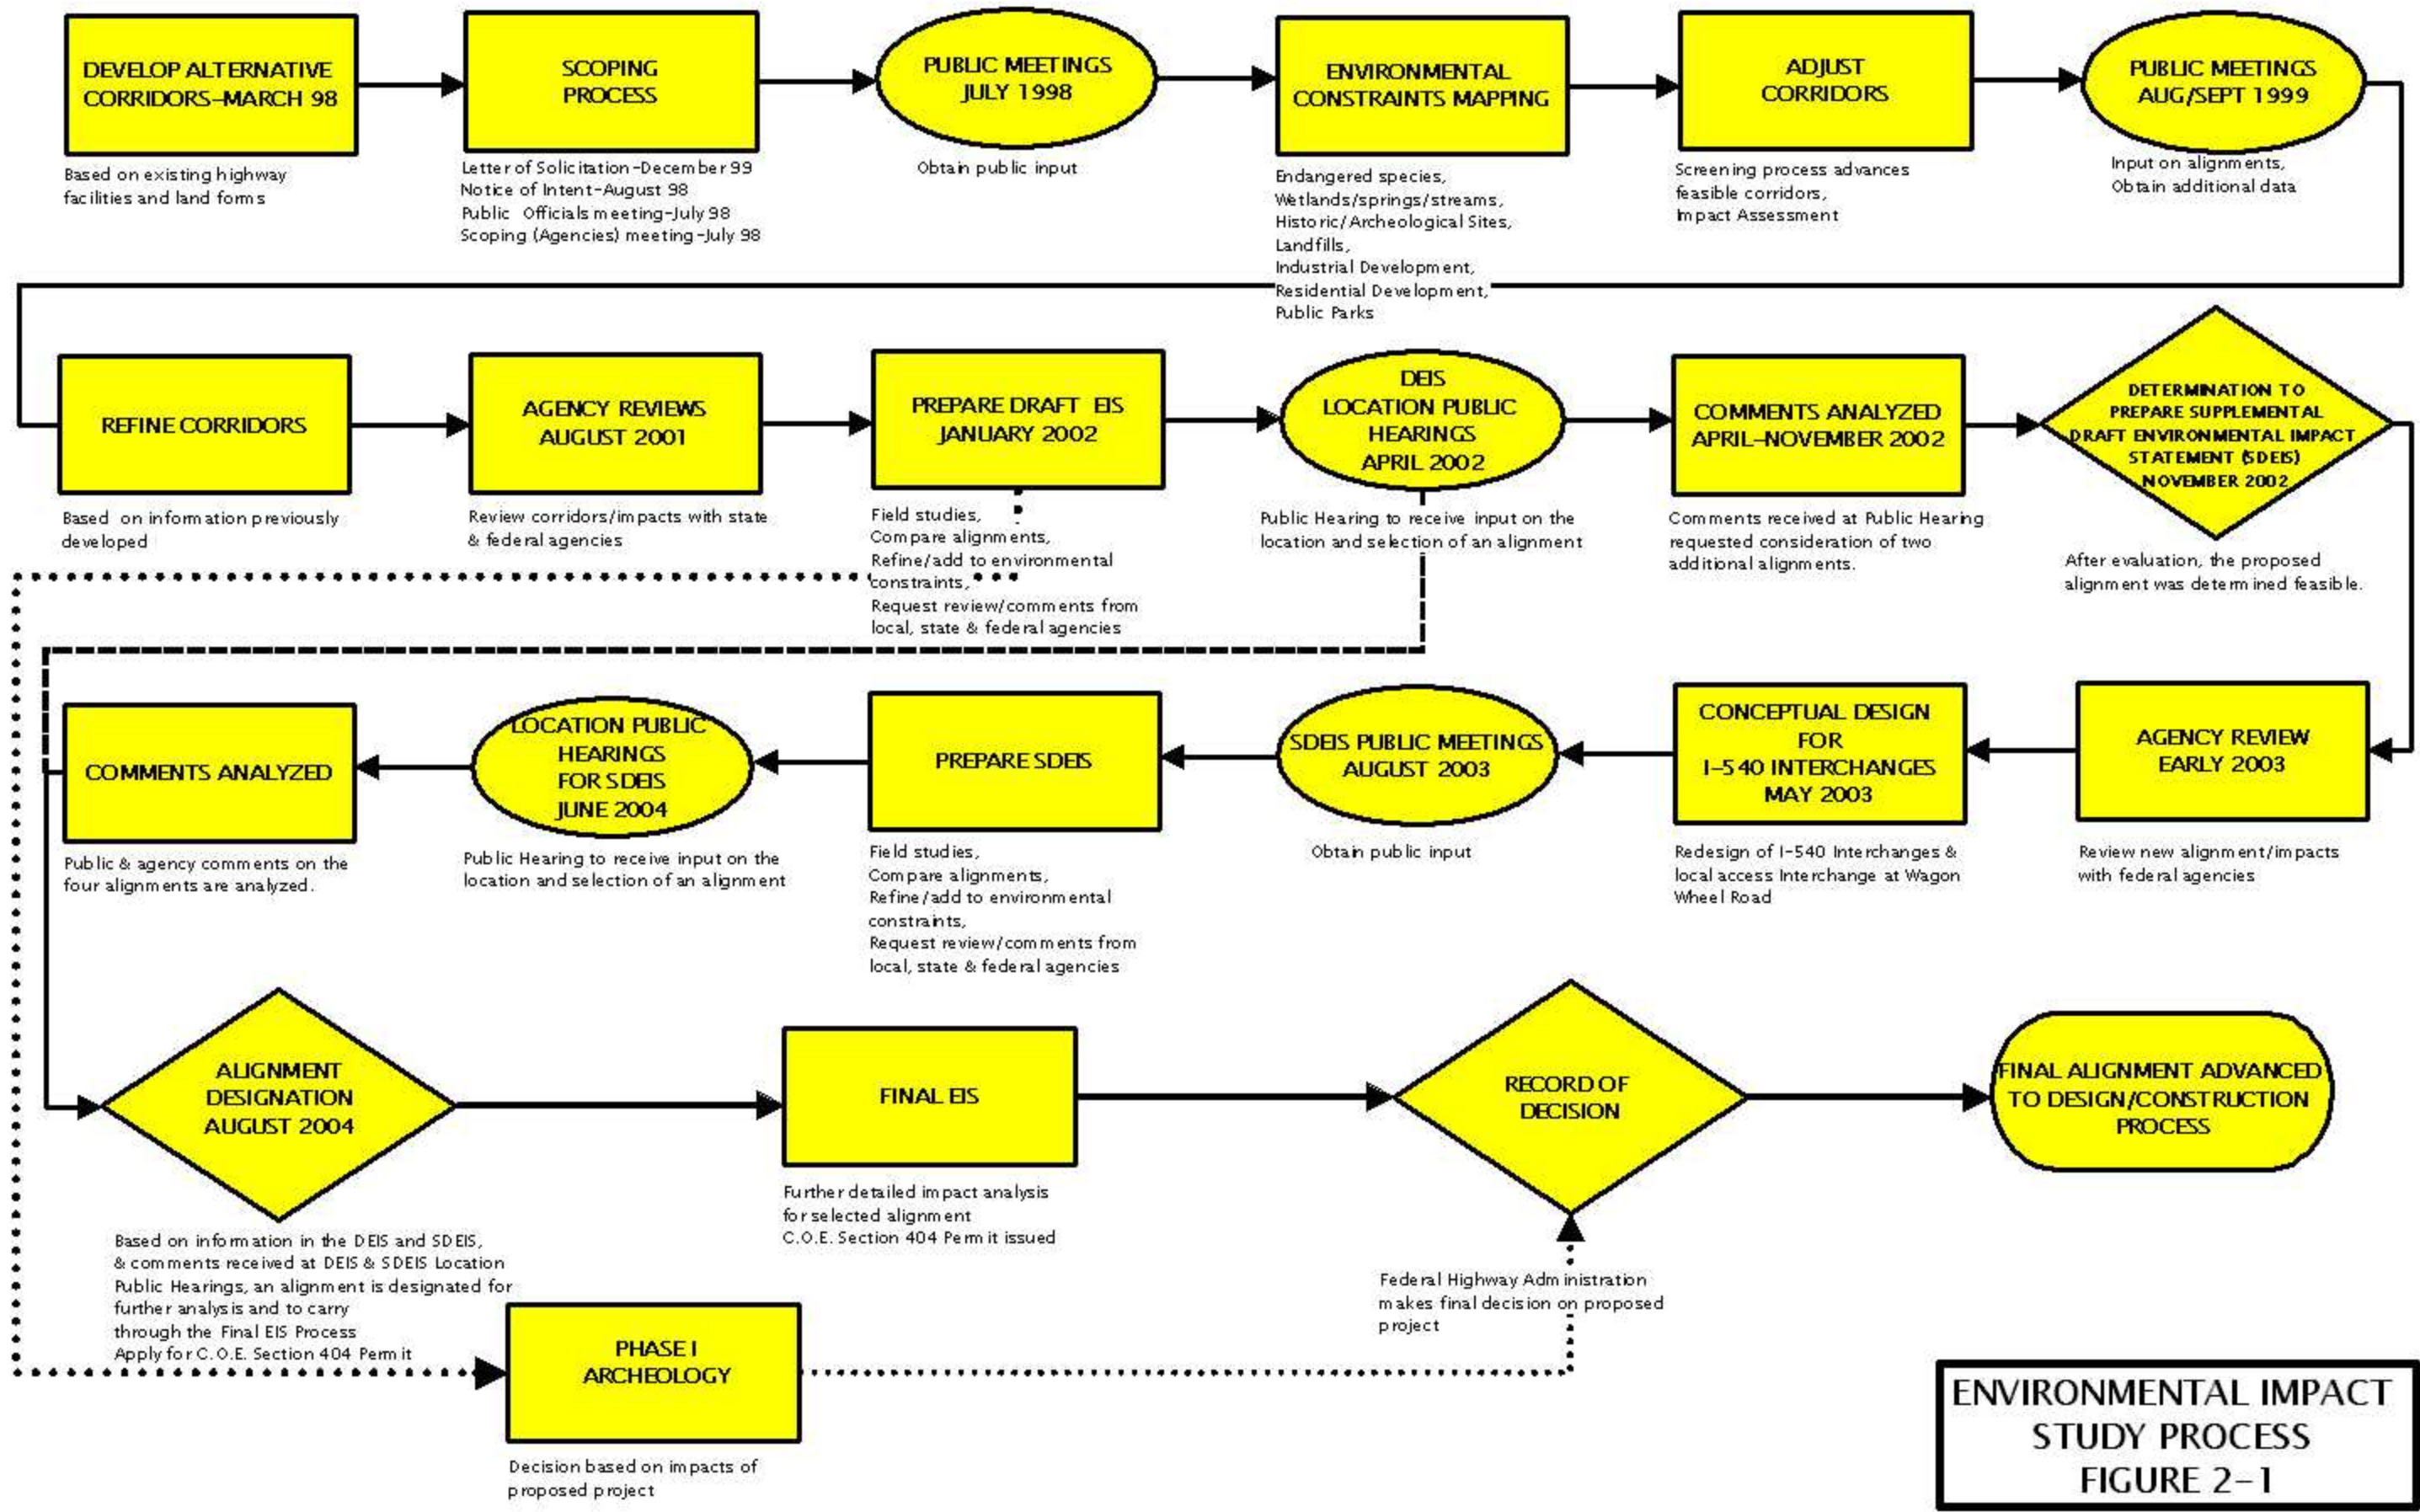 DEVELOP ALTERNATIVE
CORRIDORS-MARCH 98
Based on existing highway
facilities and land forms
SCOPING
PROCESS
Letter of Solicitation-December 99
Notice of Intent-August 98
Public Officials meeting-July 98
Scoping (Agencies) meeting-July 98
PUBLIC MEETINGS
JULY 1998
Obtain public input
ENVIRONMENTAL
CONSTRAINTS MAPPING
Endangered species,
Wetlands/springs/streams,
Historic/Archeological Sites,
Landfills,
Industrial Development,
Residential Development,
Public Parks
ADJUST
CORRIDORS
Screening process advances
feasible corridors,
Impact Assessment
PUBLIC MEETINGS
AUG/SEPT 1999
Input on alignments,
Obtain additional data
REFINE CORRIDORS
Based on information previously
developed
AGENCY REVIEWS
AUGUST 2001
Review corridors/impacts with state
& federal agencies
PREPARE DRAFT EIS
JANUARY 2002
Field studies,
Compare alignments,
Refine/add to environmental
constraints,
Request review/comments from
local, state & federal agencies
DEIS
LOCATION PUBLIC
HEARINGS
APRIL 2002
Public Hearing to receive input on the
location and selection of an alignment
COMMENTS ANALYZED
APRIL-NOVEMBER 2002
Comments received at Public Hearing
requested consideration of two
additional alignments.
DETERMINATION TO
PREPARE SUPPLEMENTAL
DRAFT ENVIRONMENTAL IMPACT
STATEMENT (SDEIS)
NOVEMBER 2002
After evaluation, the proposed
alignment was determined feasible.
COMMENTS ANALYZED
Public & agency comments on the
four alignments are analyzed.
LOCATION PUBLIC
HEARINGS
FOR SDEIS
JUNE 2004
Public Hearing to receive input on the
location and selection of an alignment
PREPARE SDEIS
Field studies,
Compare alignments,
Refine/add to environmental
constraints,
Request review/comments from
local, state & federal agencies
SDEIS PUBLIC MEETINGS
AUGUST 2003
Obtain public input
CONCEPTUAL DESIGN
FOR
I-540 INTERCHANGES
MAY 2003
Redesign of I-540 Interchanges &
local access Interchange at Wagon
Wheel Road
AGENCY REVIEW
EARLY 2003
Review new alignment/impacts
with federal agencies
ALIGNMENT
DESIGNATION
AUGUST 2004
Based on information in the DEIS and SDEIS,
& comments received at DEIS & SDEIS Location
Public Hearings, an alignment is designated for
further analysis and to carry
through the Final EIS Process
Apply for C.O.E. Section 404 Permit
FINAL EIS
Further detailed impact analysis
for selected alignment
C.O.E. Section 404 Permit issued
RECORD OF
DECISION
Federal Highway Administration
makes final decision on proposed
project
FINAL ALIGNMENT ADVANCED
TO DESIGN/CONSTRUCTION
PROCESS
PHASE I
ARCHEOLOGY
Decision based on impacts of
proposed project
ENVIRONMENTAL IMPACT
STUDY PROCESS
FIGURE 2-1